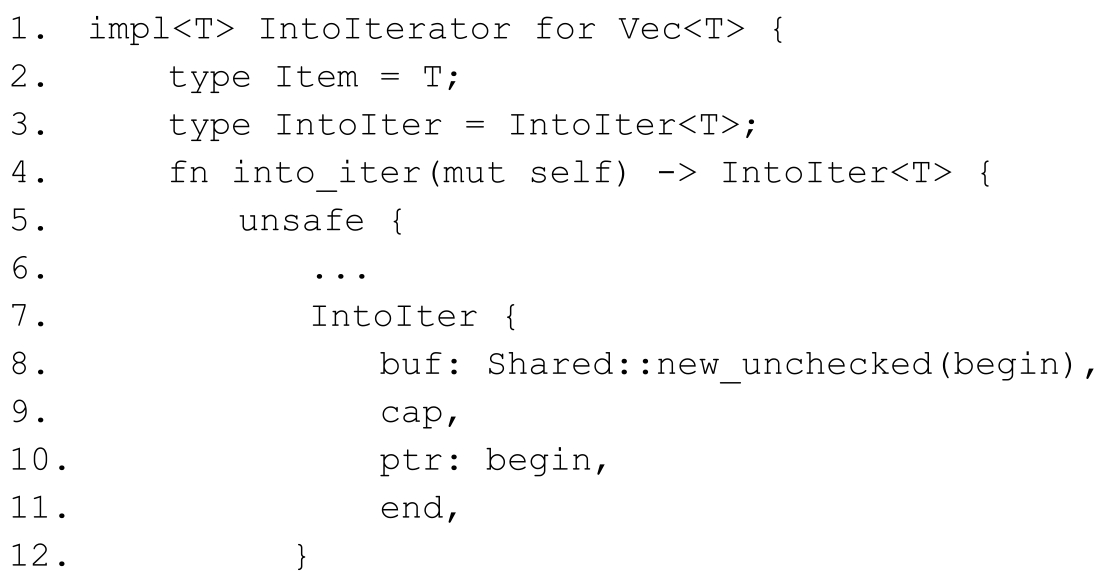 1. impl<T> IntoIterator for Vec<T> {
2.     type Item = T;
3.     type IntoIter = IntoIter<T>;
4.     fn into_iter(mut self) -> IntoIter<T> {
5.         unsafe {
6.             ...
7.             IntoIter {
8.                 buf: Shared::new_unchecked(begin),
9.                 cap,
10.                ptr: begin,
11.                end,
12.            }